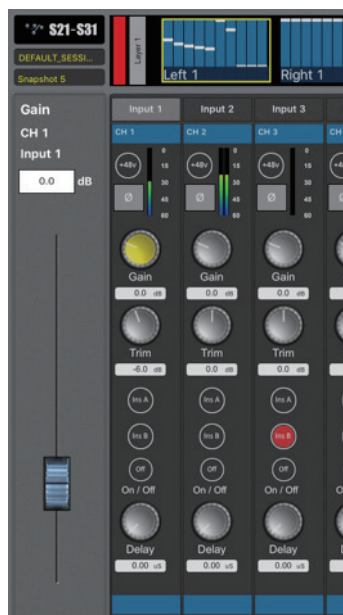 S21-S31
DEFAULT_SESSI...
Snapshot 5
Layer 1
Left 1
Right 1
Gain
CH 1
Input 1
0.0 dB
Input 1
Input 2
Input 3
CH 1
CH 2
CH 3
+48v
0
15
30
45
60
Ø
+48v
0
15
30
45
60
Ø
+48v
0
15
30
45
60
Ø
Gain
Gain
Gain
0.0 dB
0.0 dB
0.0 dB
Trim
Trim
Trim
-6.0 dB
0.0 dB
0.0 dB
Ins A
Ins A
Ins A
Ins B
Ins B
Ins B
Off
Off
Off
On / Off
On / Off
On / Off
Delay
Delay
Delay
0.00 uS
0.00 uS
0.00 uS